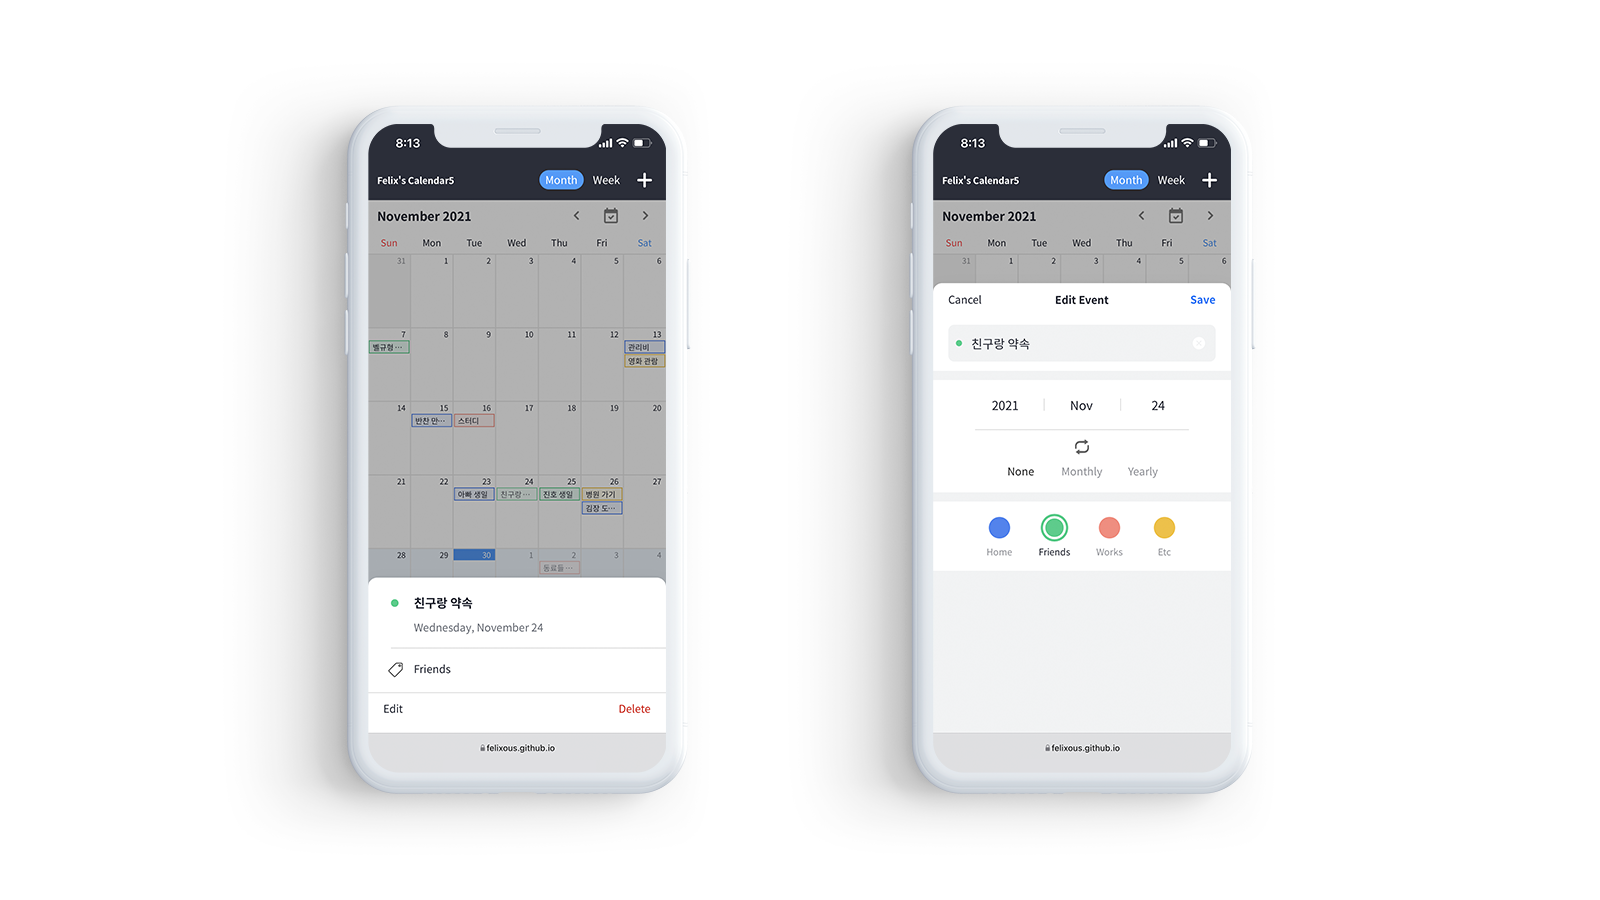 8:13
Felix's Calendar5 Month Week
November 2021
Sun Mon Tue Wed Thu Fri Sat
31 1 2 3 4 5 6
7 8 9 10 11 12 13
벨규형 ··· 관리비
영화 관람
14 15 16 17 18 19 20
반찬 만··· 스터디
21 22 23 24 25 26 27
아빠 생일 친구랑 ··· 진호 생일 병원 가기
김장 도···
28 29 30 1 2 3 4
동료들 ···
친구랑 약속
Wednesday, November 24
Friends
Edit Delete
felixous.github.io
8:13
Felix's Calendar5 Month Week
November 2021
Sun Mon Tue Wed Thu Fri Sat
31 1 2 3 4 5 6
Cancel Edit Event Save
친구랑 약속
2021 Nov 24
None Monthly Yearly
Home Friends Works Etc
felixous.github.io